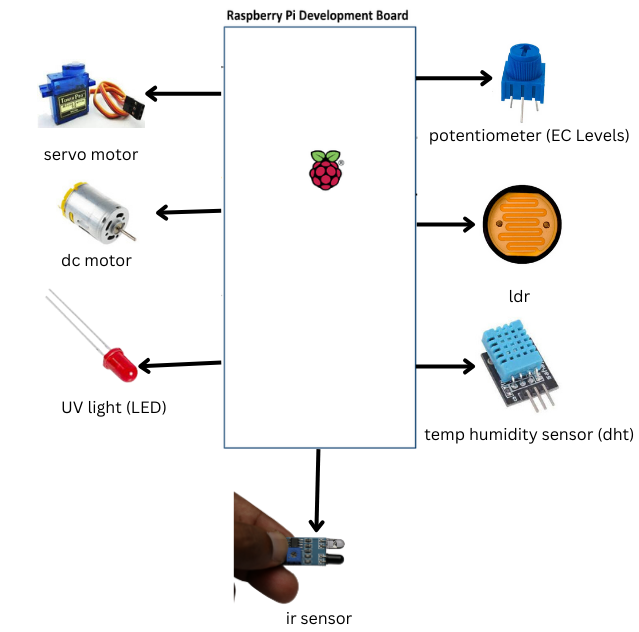 Raspberry Pi Development Board
servo motor
potentiometer (EC Levels)
dc motor
ldr
UV light (LED)
temp humidity sensor (dht)
ir sensor